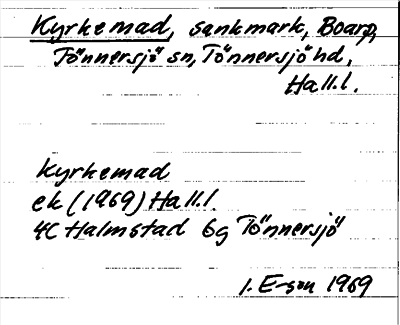 Kyrkemad, sankmark, Boarp,
Tönnersjö sn, Tönnersjö hd,
Hall.l.
Kyrkemad
ek (1969) Hall.l.
4C Halmstad 6g Tönnersjö
I. E-son 1969